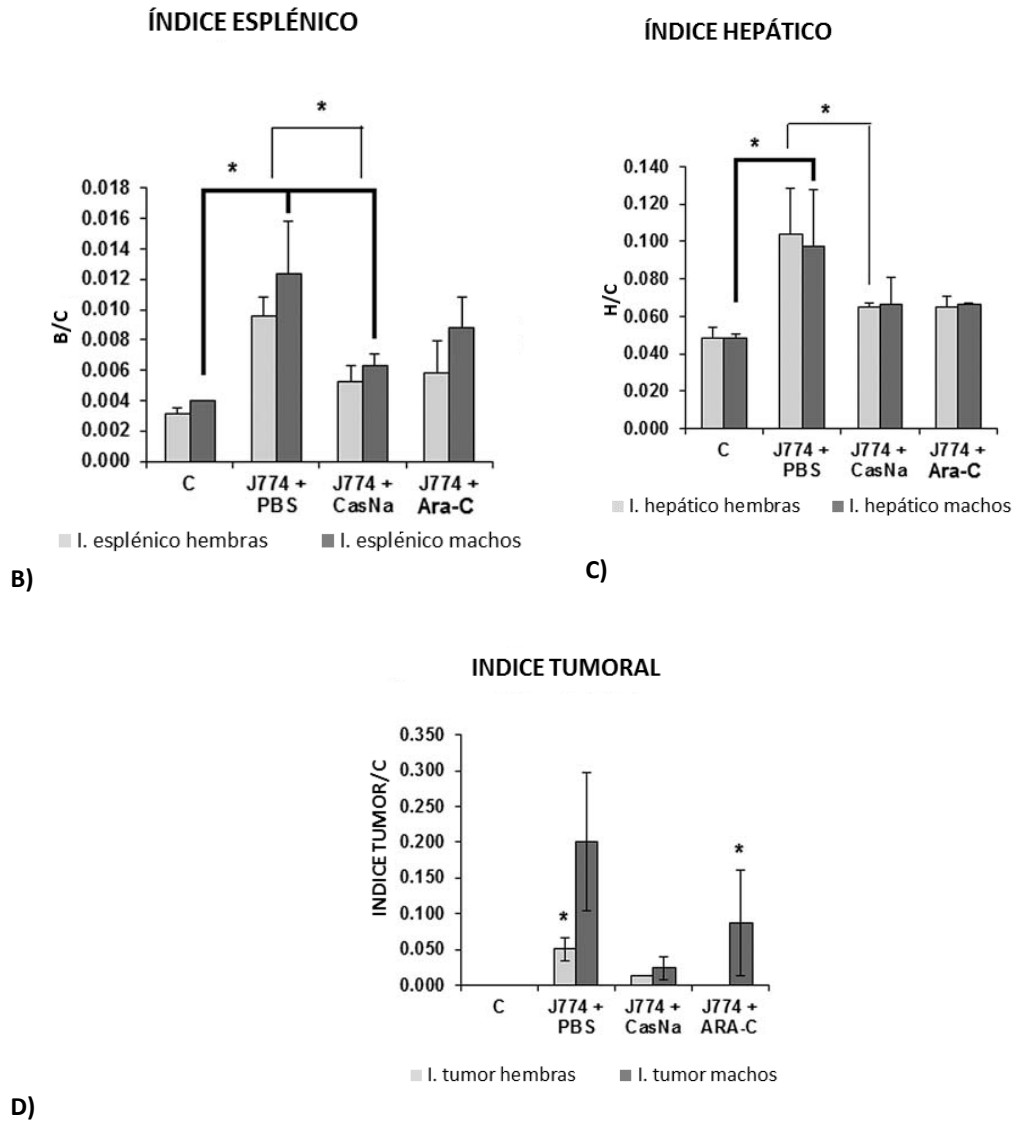 ÍNDICE ESPLÉNICO
*
*
0.018
0.016
0.014
0.012
0.010
0.008
0.006
0.004
0.002
0.000
B/C
C
J774 + PBS
J774 + CasNa
J774 + Ara-C
I. esplénico hembras
I. esplénico machos
B)
ÍNDICE HEPÁTICO
*
*
0.140
0.120
0.100
0.080
0.060
0.040
0.020
0.000
H/C
C
J774 + PBS
J774 + CasNa
J774 + Ara-C
I. hepático hembras
I. hepático machos
C)
INDICE TUMORAL
0.350
0.300
0.250
0.200
0.150
0.100
0.050
0.000
INDICE TUMOR/C
*
*
C
J774 + PBS
J774 + CasNa
J774 + ARA-C
I. tumor hembras
I. tumor machos
D)